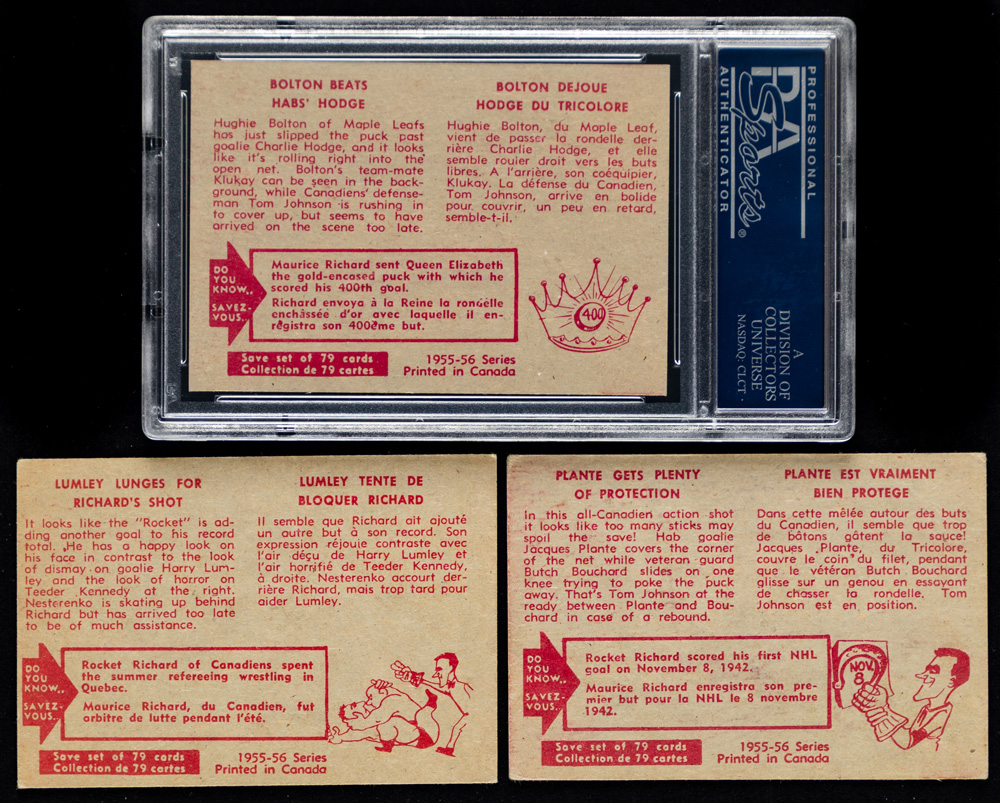 BOLTON BEATS
HABS' HODGE
Hughie Bolton of Maple Leafs
has just slipped the puck past
goalie Charlie Hodge, and it looks
like it's rolling right into the
open net. Bolton's team-mate
Klukay can be seen in the back-
ground, while Canadiens' defense-
man Tom Johnson is rushing in
to cover up, but seems to have
arrived on the scene too late.
BOLTON DEJOUE
HODGE DU TRICOLORE
Hughie Bolton, du Maple Leaf,
vient de passer la rondelle der-
rière Charlie Hodge, et elle
semble rouler droit vers les buts
libres. A l'arrière, son coéquipier,
Klukay. La défense du Canadien,
Tom Johnson, arrive en bolide
pour couvrir, un peu en retard,
semble-t-il.
DO
YOU
KNOW..
SAVEZ-
VOUS..
Maurice Richard sent Queen Elizabeth
the gold-encased puck with which he
scored his 400th goal.
Richard envoya à la Reine la rondelle
enchâssée d'or avec laquelle il en-
registra son 400ème but.
400
Save set of 79 cards
Collection de 79 cartes
1955-56 Series
Printed in Canada
PSA
Sports®
PROFESSIONAL
AUTHENTICATOR
A
DIVISION OF
COLLECTORS
UNIVERSE
NASDAQ: CLCT
LUMLEY LUNGES FOR
RICHARD'S SHOT
It looks like the "Rocket" is ad-
ding another goal to his record
total. He has a happy look on
his face in contrast to the look
of dismay on goalie Harry Lum-
ley and the look of horror on
Teeder Kennedy at the right.
Nesterenko is skating up behind
Richard but has arrived too late
to be of much assistance.
LUMLEY TENTE DE
BLOQUER RICHARD
Il semble que Richard ait ajouté
un autre but à son record. Son
expression réjouie contraste avec
l'air déçu de Harry Lumley et
l'air horrifié de Teeder Kennedy,
à droite. Nesterenko accourt der-
rière Richard, mais trop tard pour
aider Lumley.
DO
YOU
KNOW..
SAVEZ-
VOUS..
Rocket Richard of Canadiens spent
the summer refereeing wrestling in
Quebec.
Maurice Richard, du Canadien, fut
orbitre de lutte pendant l'été.
Save set of 79 cards
Collection de 79 cartes
1955-56 Series
Printed in Canada
PLANTE GETS PLENTY
OF PROTECTION
In this all-Canadien action shot
it looks like too many sticks may
spoil the save! Hab goalie
Jacques Plante covers the corner
of the net while veteran guard
Butch Bouchard slides on one
knee trying to poke the puck
away. That's Tom Johnson at the
ready between Plante and Bou-
chard in case of a rebound.
PLANTE EST VRAIMENT
BIEN PROTEGE
Dans cette mêlée autour des buts
du Canadien, il semble que trop
de bâtons gâtent la sauce!
Jacques Plante, du Tricolore,
couvre le coin du filet, pendant
que le vétéran Butch Bouchard
glisse sur un genou en essayant
de chasser la rondelle. Tom
Johnson est en position.
DO
YOU
KNOW..
SAVEZ-
VOUS..
Rocket Richard scored his first NHL
goal on November 8, 1942.
Maurice Richard enregistra son pre-
mier but pour la NHL le 8 novembre
1942.
NOV.
8
Save set of 79 cards
Collection de 79 cartes
1955-56 Series
Printed in Canada